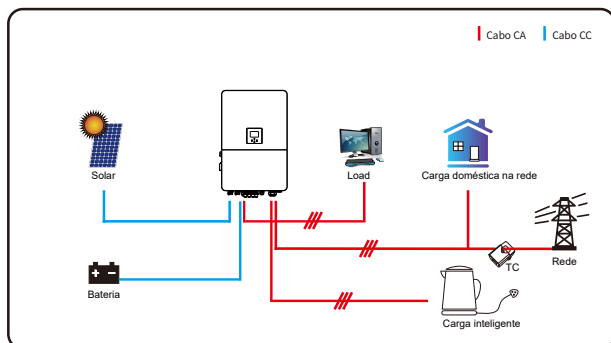 Cabo CA
Cabo CC
Solar
Load
Carga doméstica na rede
TC
Rede
Bateria
Carga inteligente